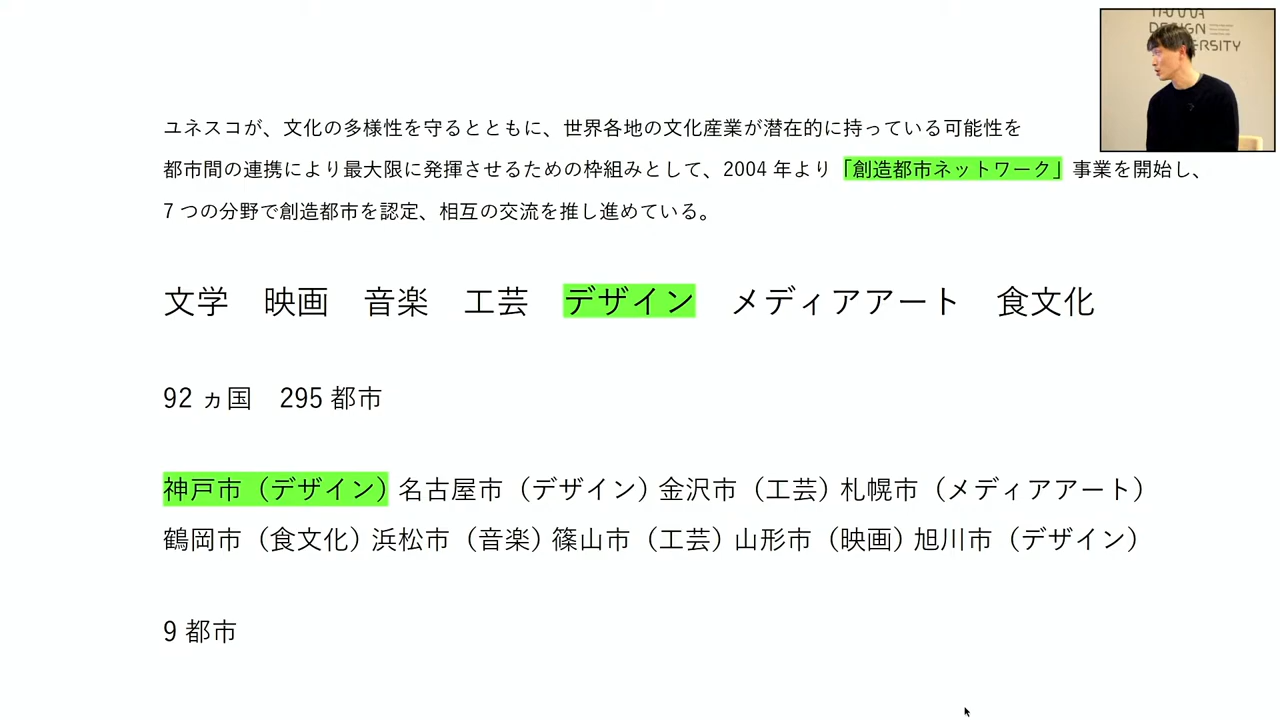 ユネスコが、文化の多様性を守るとともに、世界各地の文化産業が潜在的に持っている可能性を
都市間の連携により最大限に発揮させるための枠組みとして、2004 年より「創造都市ネットワーク」事業を開始し、
7 つの分野で創造都市を認定、相互の交流を推し進めている。
文学　映画　音楽　工芸　デザイン　メディアアート　食文化
92 ヵ国　295 都市
神戸市（デザイン）名古屋市（デザイン）金沢市（工芸）札幌市（メディアアート）
鶴岡市（食文化）浜松市（音楽）篠山市（工芸）山形市（映画）旭川市（デザイン）
9 都市